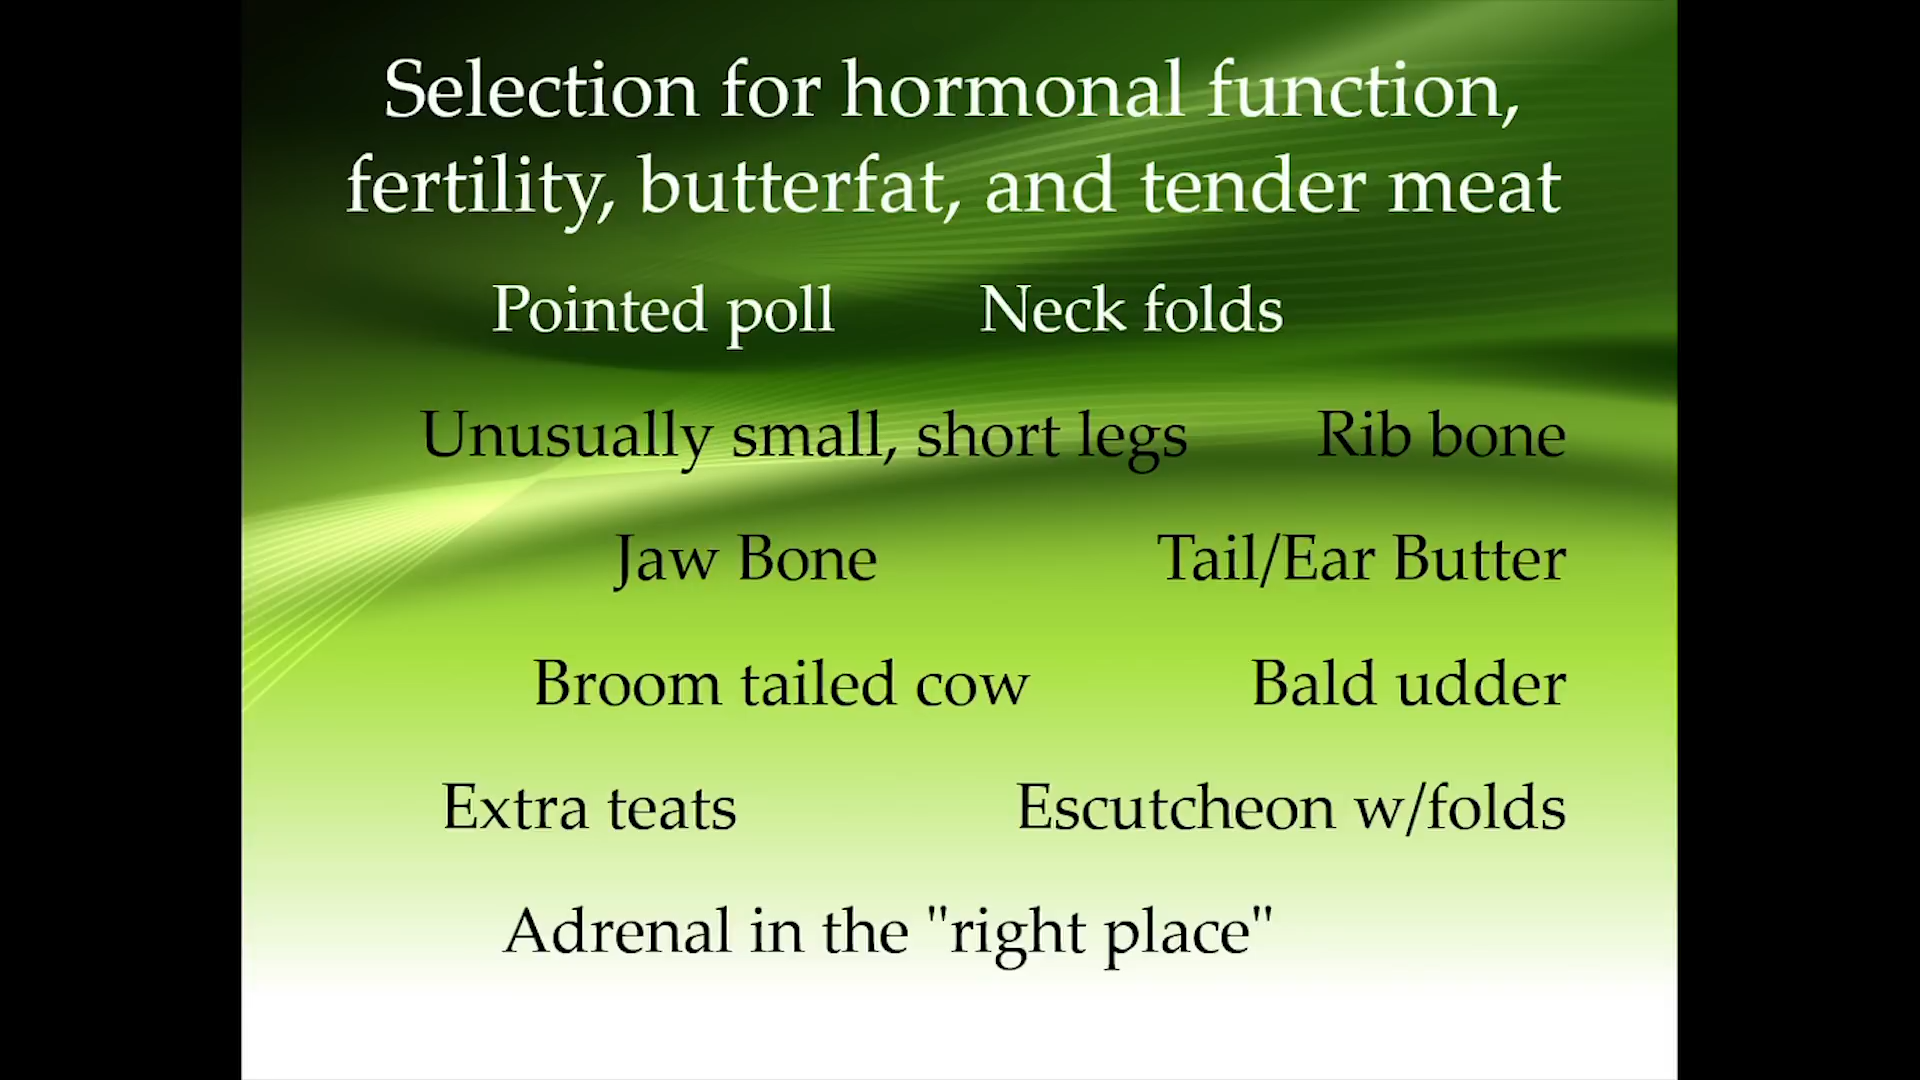 Selection for hormonal function,
fertility, butterfat, and tender meat
Pointed poll Neck folds
Unusually small, short legs Rib bone
Jaw Bone Tail/Ear Butter
Broom tailed cow Bald udder
Extra teats Escutcheon w/folds
Adrenal in the "right place"